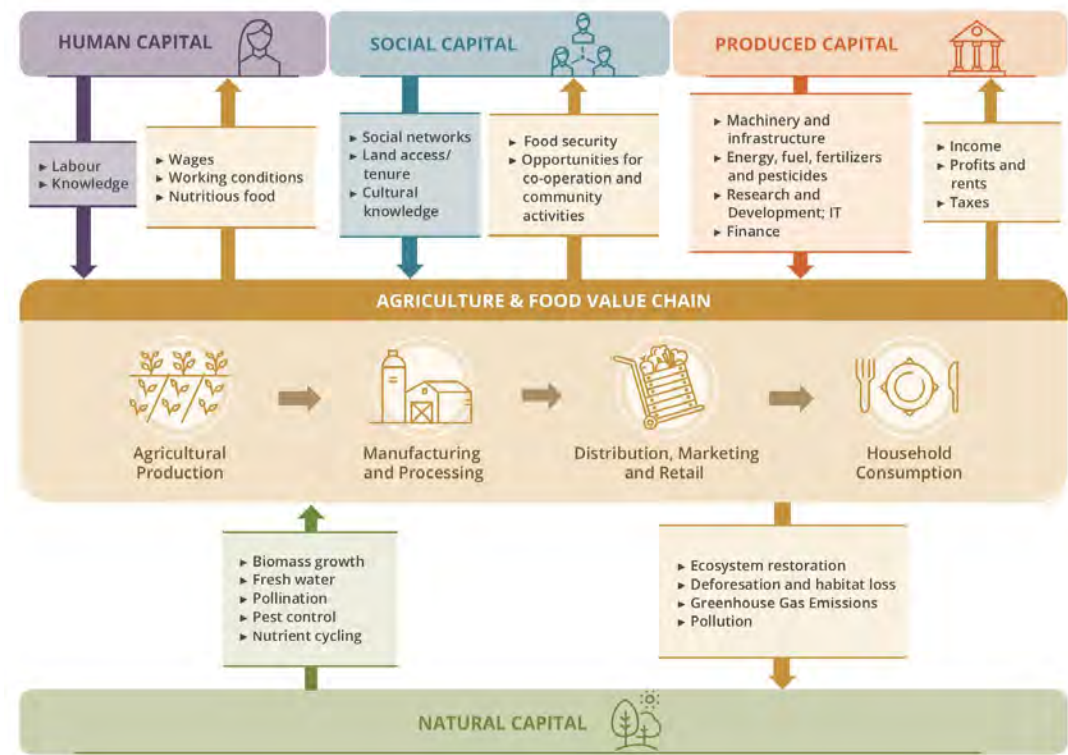 HUMAN CAPITAL
SOCIAL CAPITAL
PRODUCED CAPITAL
▸ Labour
▸ Knowledge
▸ Wages
▸ Working conditions
▸ Nutritious food
▸ Social networks
▸ Land access/
tenure
▸ Cultural
knowledge
▸ Food security
▸ Opportunities for
co-operation and
community
activities
▸ Machinery and
infrastructure
▸ Energy, fuel, fertilizers
and pesticides
▸ Research and
Development; IT
▸ Finance
▸ Income
▸ Profits and
rents
▸ Taxes
AGRICULTURE & FOOD VALUE CHAIN
Agricultural
Production
Manufacturing
and Processing
Distribution, Marketing
and Retail
Household
Consumption
▸ Biomass growth
▸ Fresh water
▸ Pollination
▸ Pest control
▸ Nutrient cycling
▸ Ecosystem restoration
▸ Deforesation and habitat loss
▸ Greenhouse Gas Emissions
▸ Pollution
NATURAL CAPITAL